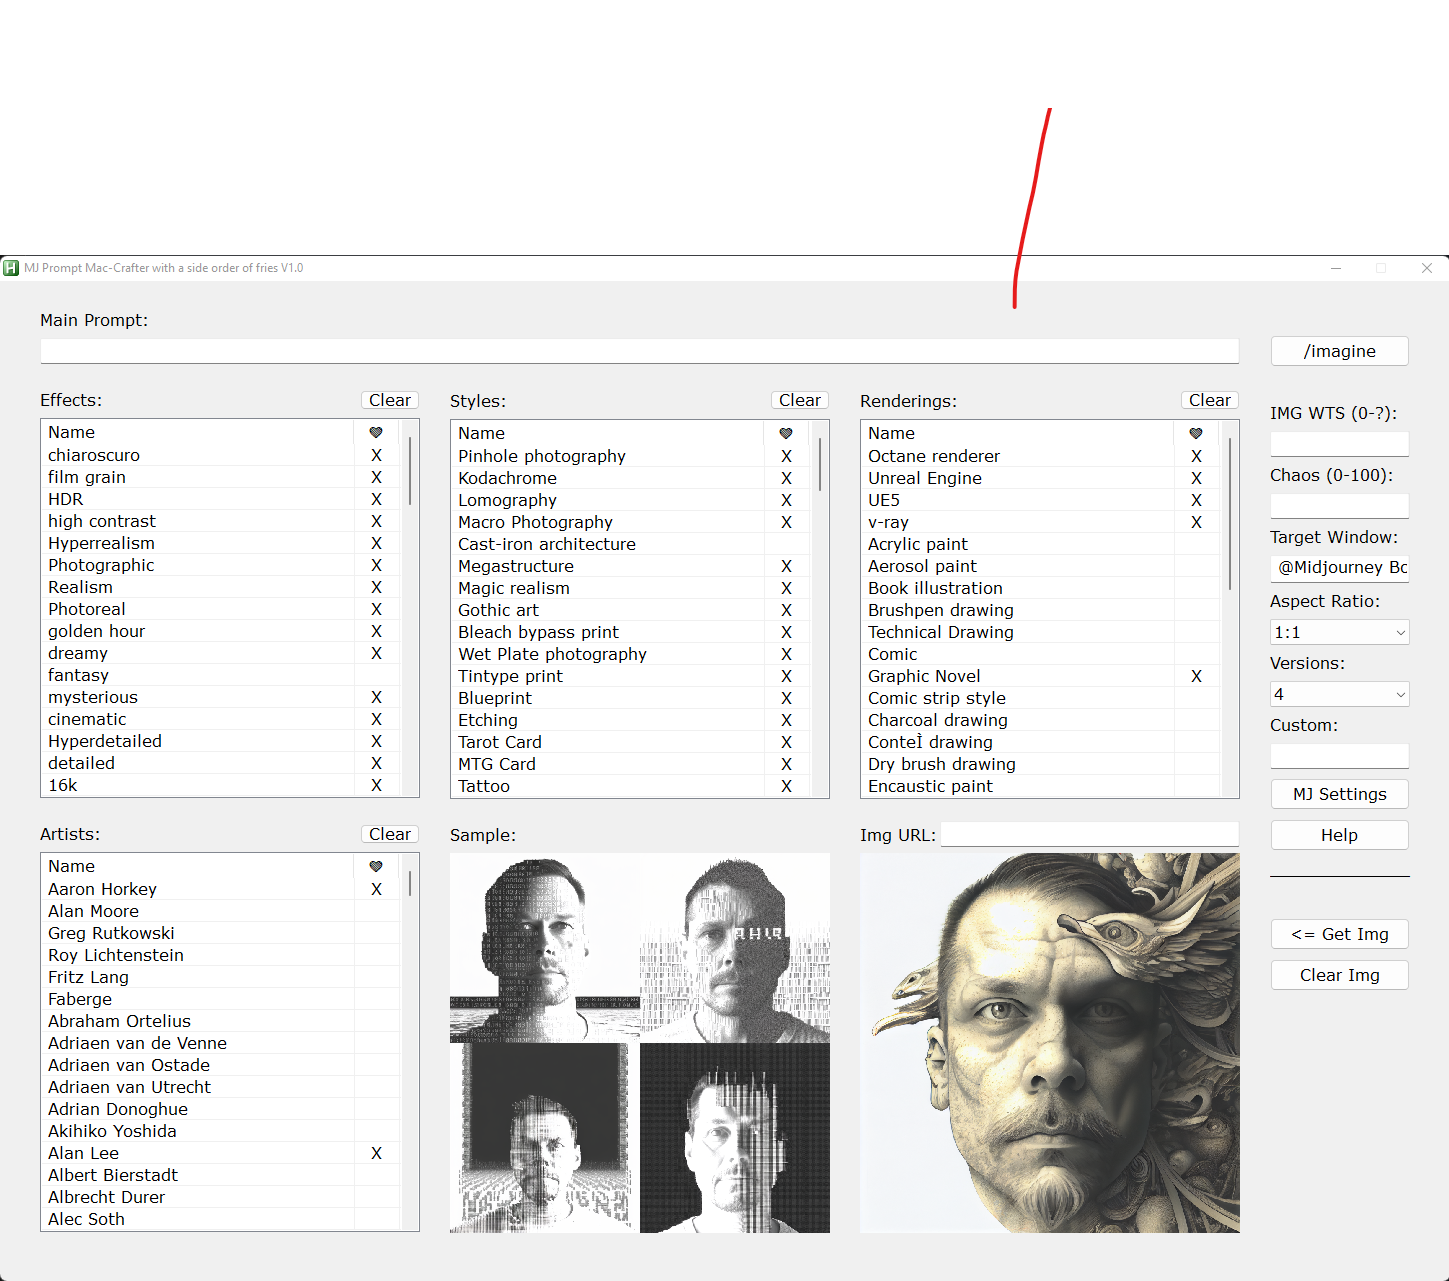 MJ Prompt Mac-Crafter with a side order of fries V1.0
Main Prompt:
/imagine
Effects:
Clear
Name
chiaroscuro X
film grain X
HDR X
high contrast X
Hyperrealism X
Photographic X
Realism X
Photoreal X
golden hour X
dreamy X
fantasy
mysterious X
cinematic X
Hyperdetailed X
detailed X
16k X
Styles:
Clear
Name
Pinhole photography X
Kodachrome X
Lomography X
Macro Photography X
Cast-iron architecture
Megastructure X
Magic realism X
Gothic art X
Bleach bypass print X
Wet Plate photography X
Tintype print X
Blueprint X
Etching X
Tarot Card X
MTG Card X
Tattoo X
Renderings:
Clear
Name
Octane renderer X
Unreal Engine X
UE5 X
v-ray X
Acrylic paint
Aerosol paint
Book illustration
Brushpen drawing
Technical Drawing
Comic
Graphic Novel X
Comic strip style
Charcoal drawing
ConteÌ drawing
Dry brush drawing
Encaustic paint
IMG WTS (0-?):
Chaos (0-100):
Target Window:
@Midjourney Bo
Aspect Ratio:
1:1
Versions:
4
Custom:
MJ Settings
Help
<= Get Img
Clear Img
Artists:
Clear
Name
Aaron Horkey X
Alan Moore
Greg Rutkowski
Roy Lichtenstein
Fritz Lang
Faberge
Abraham Ortelius
Adriaen van de Venne
Adriaen van Ostade
Adriaen van Utrecht
Adrian Donoghue
Akihiko Yoshida
Alan Lee X
Albert Bierstadt
Albrecht Durer
Alec Soth
Sample:
Img URL: